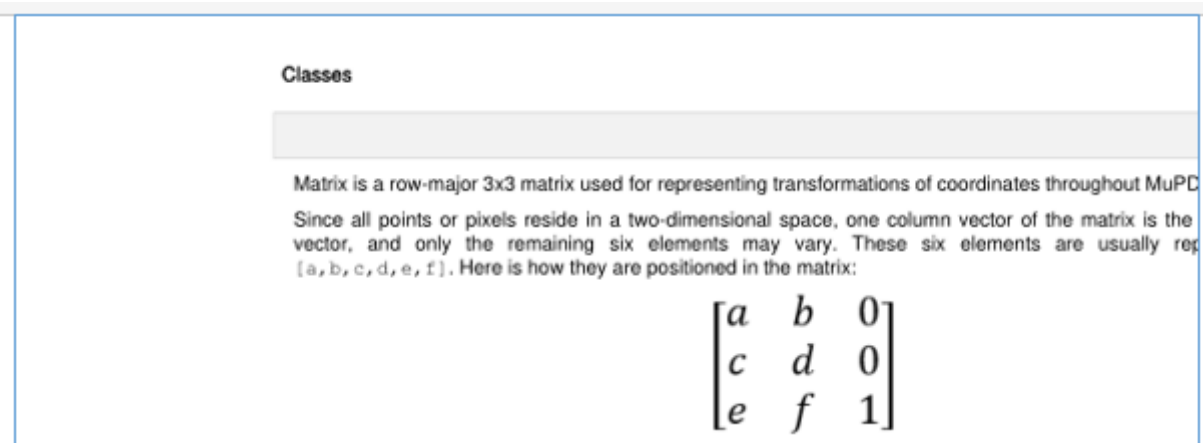 Classes
Matrix is a row-major 3x3 matrix used for representing transformations of coordinates throughout
Since all points or pixels reside in a two-dimensional space, one column vector of the matrix is the
vector, and only the remaining six elements may vary. These six elements are usually
[a,b,c,d,e,f]. Here is how they are positioned in the matrix:
a b 0
c d 0
e f 1